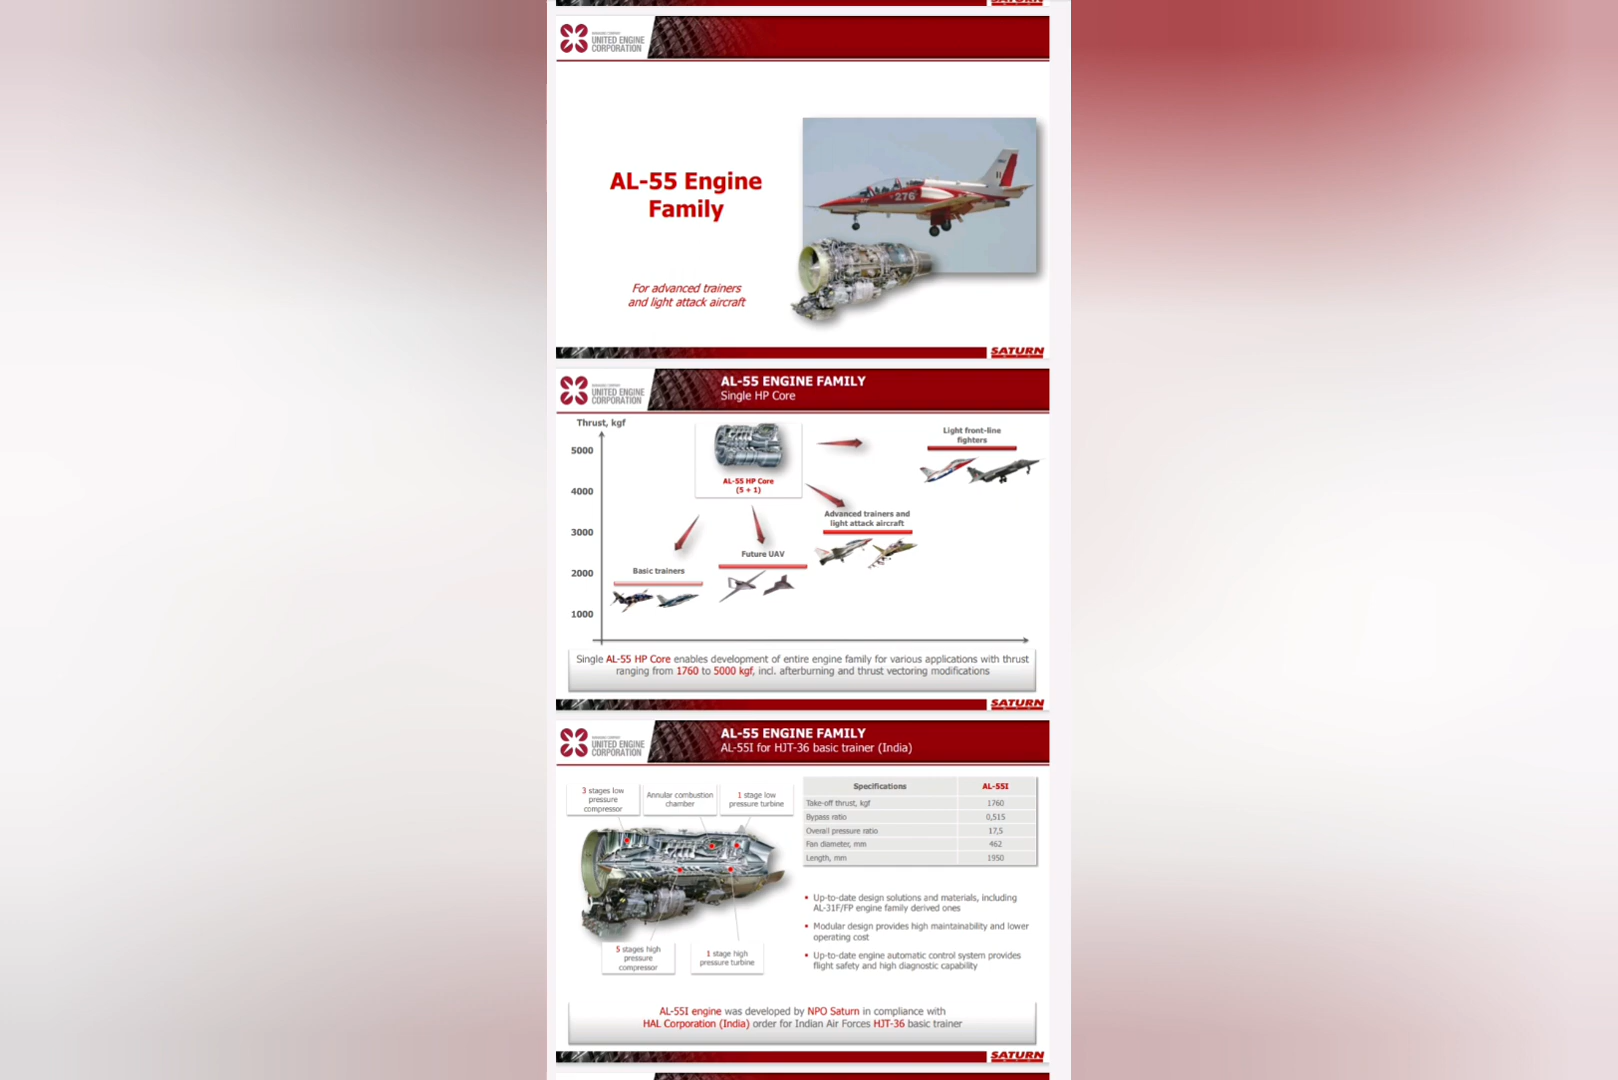 SATURN
UNITED ENGINE
CORPORATION
AL-55 Engine
Family
276
For advanced trainers
and light attack aircraft
SATURN
UNITED ENGINE
CORPORATION
AL-55 ENGINE FAMILY
Single HP Core
Thrust, kgf
5000
4000
3000
2000
1000
AL-55 HP Core
(5 + 1)
Light front-line
fighters
Advanced trainers and
light attack aircraft
Future UAV
Basic trainers
Single AL-55 HP Core enables development of entire engine family for various applications with thrust
ranging from 1760 to 5000 kgf, incl. afterburning and thrust vectoring modifications
SATURN
UNITED ENGINE
CORPORATION
AL-55 ENGINE FAMILY
AL-55I for HJT-36 basic trainer (India)
3 stages low
pressure
compressor
Annular combustion
chamber
1 stage low
pressure turbine
5 stages high
pressure
compressor
1 stage high
pressure turbine
Specifications AL-55I
Take-off thrust, kgf 1760
Bypass ratio 0,515
Overall pressure ratio 17,5
Fan diameter, mm 462
Length, mm 1950
• Up-to-date design solutions and materials, including
AL-31F/FP engine family derived ones
• Modular design provides high maintainability and lower
operating cost
• Up-to-date engine automatic control system provides
flight safety and high diagnostic capability
AL-55I engine was developed by NPO Saturn in compliance with
HAL Corporation (India) order for Indian Air Forces HJT-36 basic trainer
SATURN